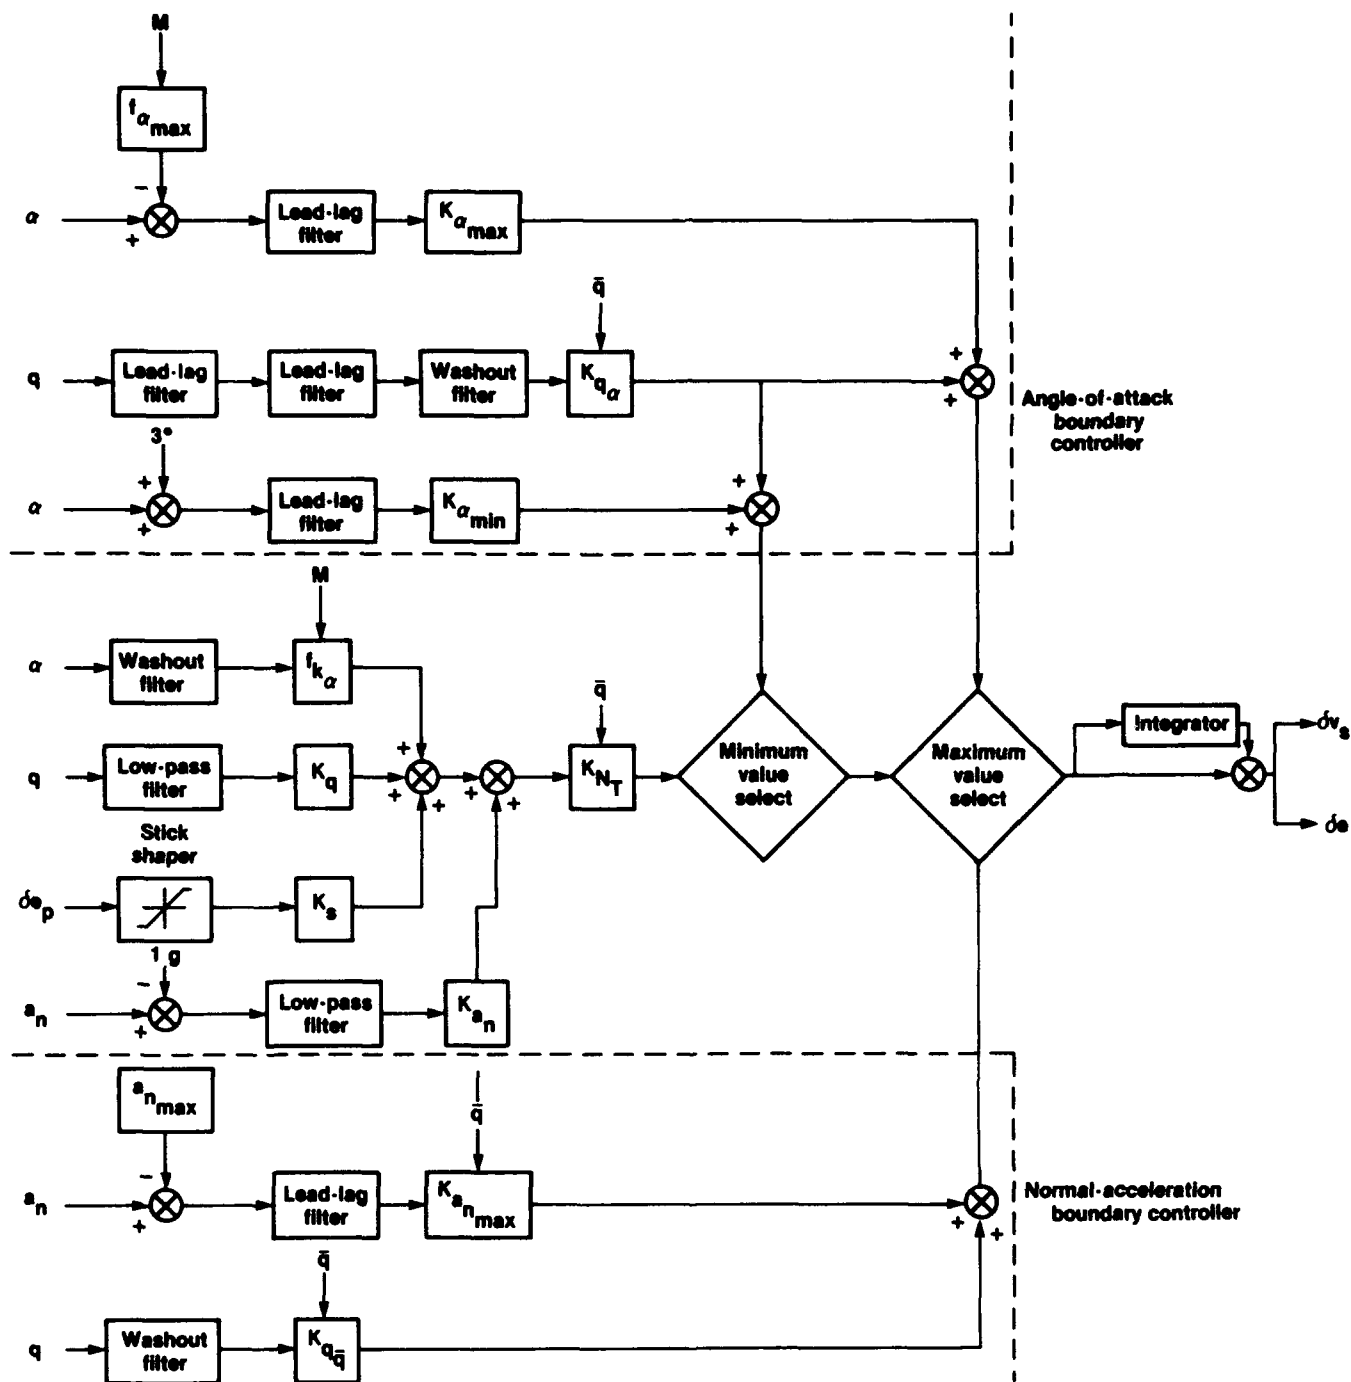 M
f α max
−
α
+
Lead-lag
filter
K α max
q̄
q
Lead-lag
filter
Lead-lag
filter
Washout
filter
K q α
+
+
Angle-of-attack
boundary
controller
3°
+
α
+
Lead-lag
filter
K α min
+
+
M
α
Washout
filter
f k α
q̄
q
Low-pass
filter
K q
+
+
+
+
+
K N T
Minimum
value
select
Maximum
value
select
Integrator
δv s
δe
Stick
shaper
δe p
K s
1 g
−
a n
+
Low-pass
filter
K a n
a n max
q̄
−
a n
+
Lead-lag
filter
K a n max
+
+
Normal-acceleration
boundary controller
q̄
q
Washout
filter
K q q̄